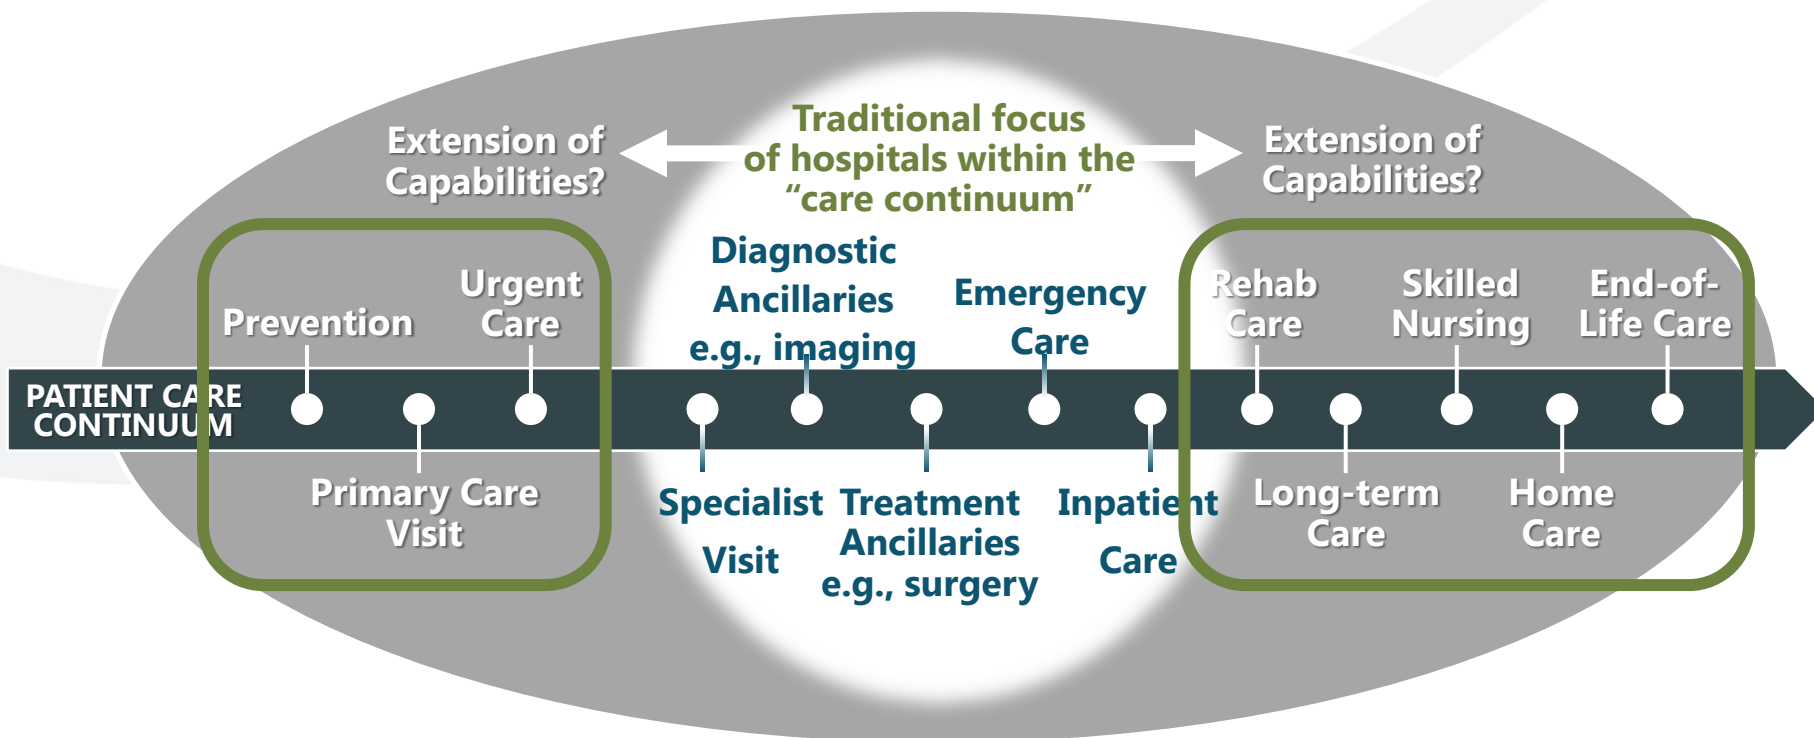 Traditional focus
of hospitals within the
“care continuum”
Extension of
Capabilities?
Extension of
Capabilities?
PATIENT CARE
CONTINUUM
Prevention
Primary Care
Visit
Urgent
Care
Specialist
Visit
Diagnostic
Ancillaries
e.g., imaging
Treatment
Ancillaries
e.g., surgery
Emergency
Care
Inpatient
Care
Rehab
Care
Long-term
Care
Skilled
Nursing
Home
Care
End-of-
Life Care